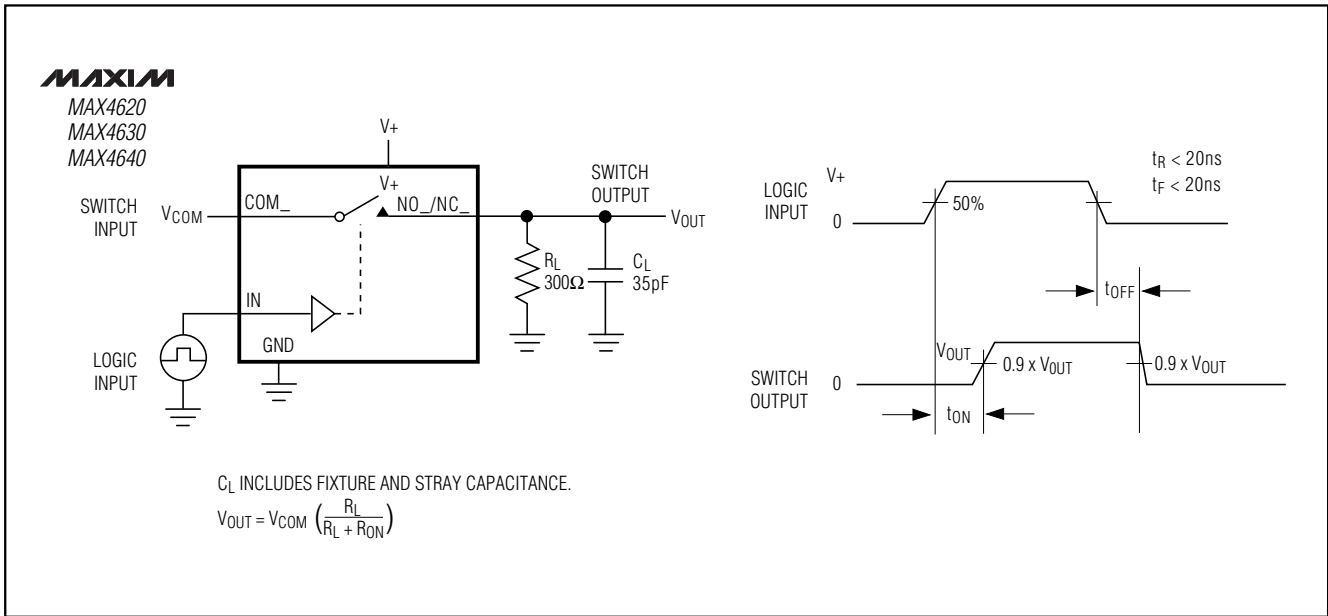 MAXIM
MAX4620
MAX4630
MAX4640
V+
V+
SWITCH
INPUT
VCOM
COM_
NO_/NC_
SWITCH
OUTPUT
VOUT
RL
300Ω
CL
35pF
IN
GND
LOGIC
INPUT
CL INCLUDES FIXTURE AND STRAY CAPACITANCE.
VOUT = VCOM (RL / RL + RON)
tR < 20ns
tF < 20ns
LOGIC
INPUT
V+
0
50%
tOFF
VOUT
0.9 x VOUT
0.9 x VOUT
SWITCH
OUTPUT
0
tON